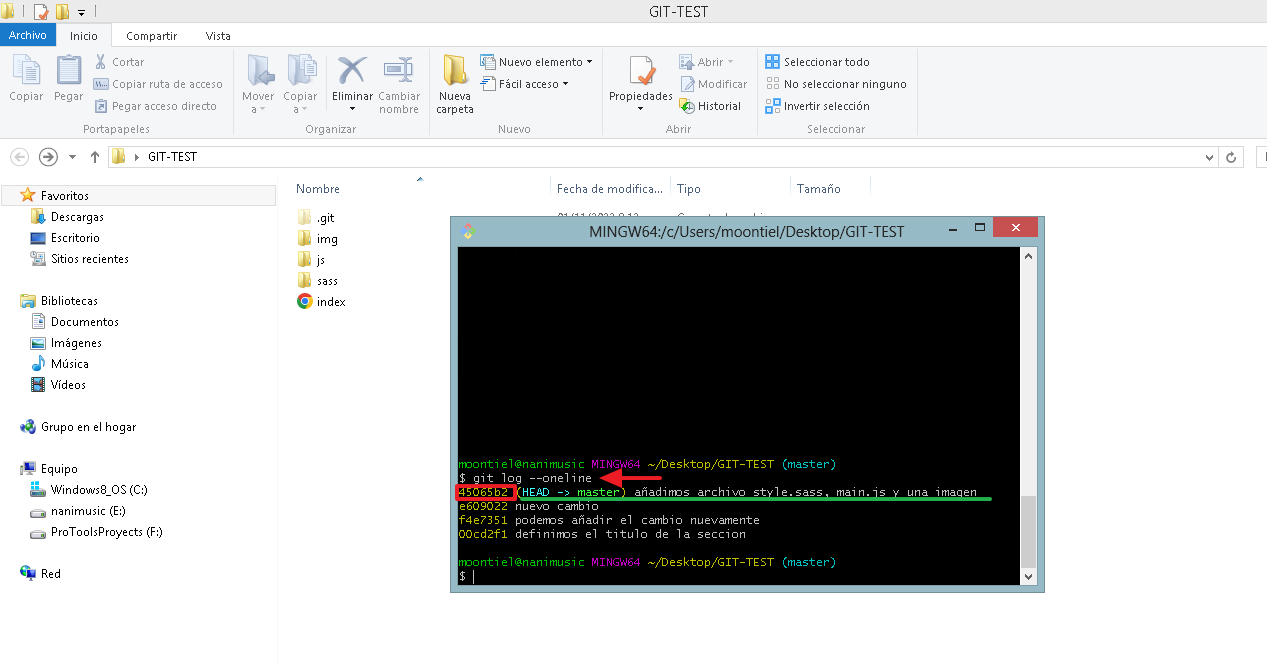 GIT-TEST
Archivo Inicio Compartir Vista
Copiar
Pegar
Cortar
Copiar ruta de acceso
Pegar acceso directo
Portapapeles
Mover a
Copiar a
Eliminar
Cambiar nombre
Organizar
Nueva carpeta
Nuevo elemento
Fácil acceso
Nuevo
Propiedades
Abrir
Modificar
Historial
Abrir
Seleccionar todo
No seleccionar ninguno
Invertir selección
Seleccionar
GIT-TEST
Favoritos
Descargas
Escritorio
Sitios recientes
Bibliotecas
Documentos
Imágenes
Música
Vídeos
Grupo en el hogar
Equipo
Windows8_OS (C:)
nanimusic (E:)
ProToolsProyects (F:)
Red
Nombre Fecha de modifica... Tipo Tamaño
.git
img
js
sass
index
MINGW64:/c/Users/moontiel/Desktop/GIT-TEST
moontiel@nanimusic MINGW64 ~/Desktop/GIT-TEST (master)
$ git log --oneline
45065b2 (HEAD -> master) añadimos archivo style.sass, main.js y una imagen
e609022 nuevo cambio
f4e7351 podemos añadir el cambio nuevamente
00cd2f1 definimos el titulo de la seccion
moontiel@nanimusic MINGW64 ~/Desktop/GIT-TEST (master)
$